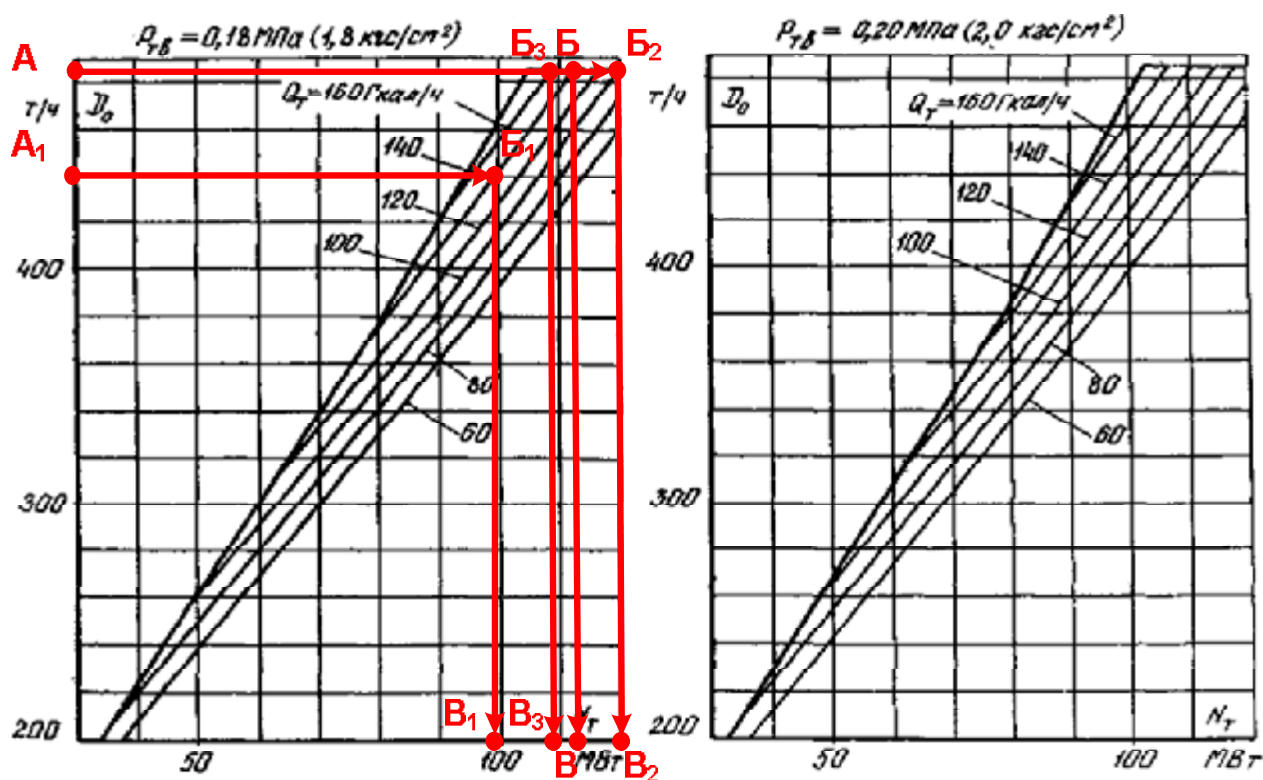 Pтв = 0,18 МПа (1,8 кгс/см²)
А Б₃ Б Б₂
т/ч D₀ Qт=160 Гкал/ч
А₁ 140 Б₁
120
100
400
80
60
300
В₁ В₃ Nт
200
50 100 МВт
В В₂
Pтв = 0,20 МПа (2,0 кгс/см²)
т/ч D₀ Qт=160 Гкал/ч
140
120
100
400
80
60
300
200 Nт
50 100 МВт